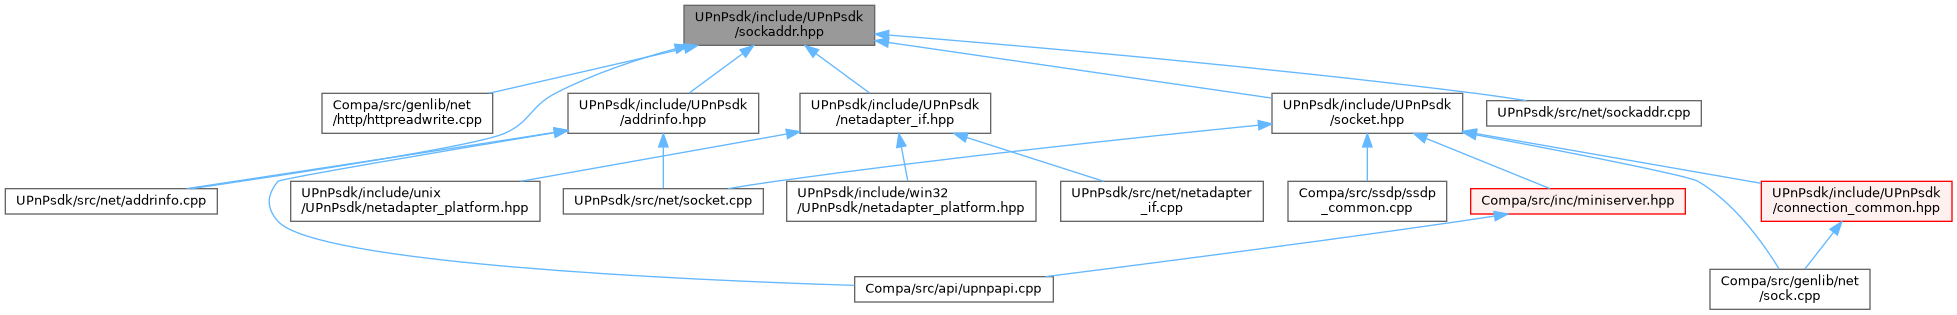 UPnPsdk/include/UPnPsdk
/sockaddr.hpp
Compa/src/genlib/net
/http/httpreadwrite.cpp
UPnPsdk/include/UPnPsdk
/addrinfo.hpp
UPnPsdk/include/UPnPsdk
/netadapter_if.hpp
UPnPsdk/include/UPnPsdk
/socket.hpp
UPnPsdk/src/net/sockaddr.cpp
UPnPsdk/src/net/addrinfo.cpp
UPnPsdk/include/unix
/UPnPsdk/netadapter_platform.hpp
UPnPsdk/src/net/socket.cpp
UPnPsdk/include/win32
/UPnPsdk/netadapter_platform.hpp
UPnPsdk/src/net/netadapter
_if.cpp
Compa/src/ssdp/ssdp
_common.cpp
Compa/src/inc/miniserver.hpp
UPnPsdk/include/UPnPsdk
/connection_common.hpp
Compa/src/api/upnpapi.cpp
Compa/src/genlib/net
/sock.cpp